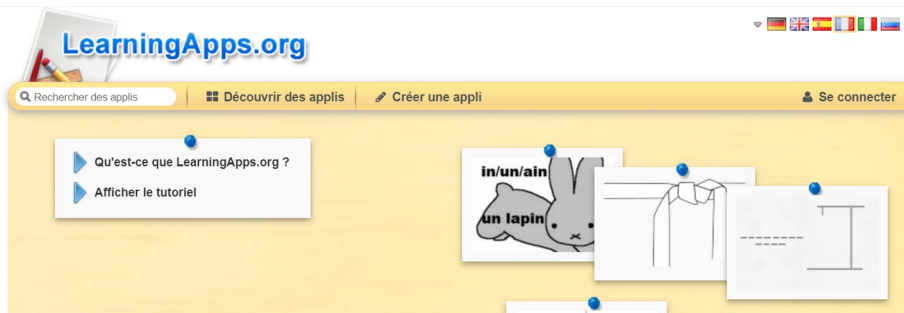 LearningApps.org
Rechercher des applis
Découvrir des applis
Créer une appli
Se connecter
Qu'est-ce que LearningApps.org ?
Afficher le tutoriel
in/un/ain
un lapin